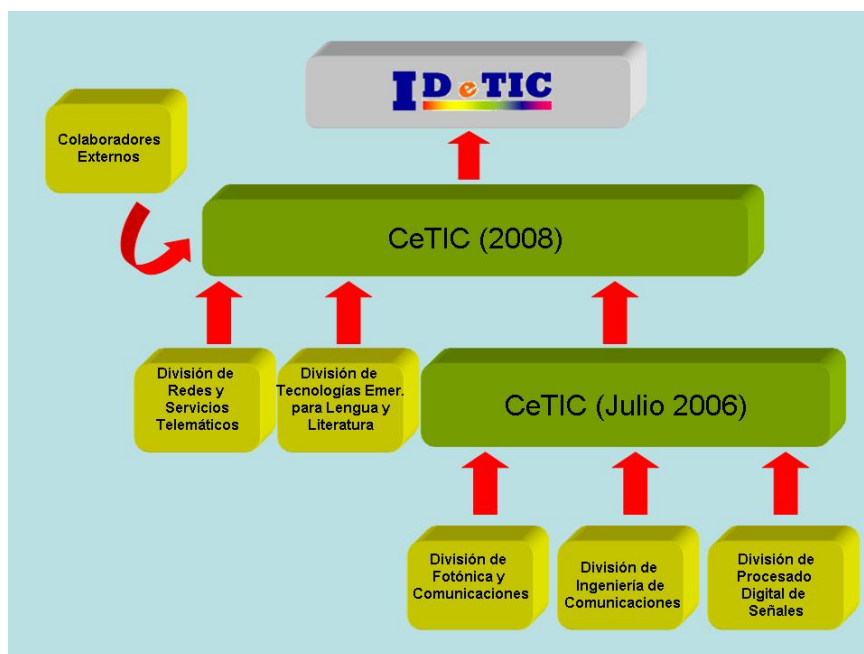 IDeTIC
Colaboradores
Externos
CeTIC (2008)
División de
Redes y
Servicios
Telemáticos
División de
Tecnologías Emer.
para Lengua y
Literatura
CeTIC (Julio 2006)
División de
Fotónica y
Comunicaciones
División de
Ingeniería de
Comunicaciones
División de
Procesado
Digital de
Señales